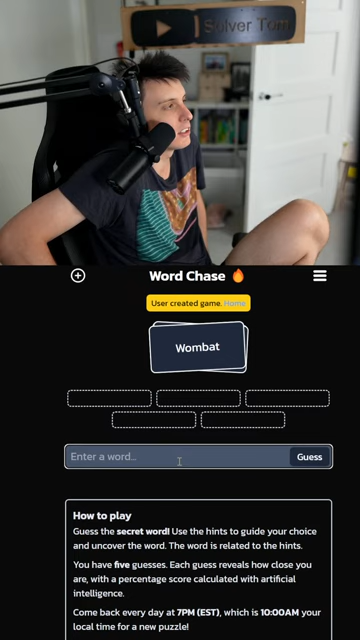 Solver Tom
Word Chase
User created game. Home
Wombat
Enter a word...
Guess
How to play
Guess the secret word! Use the hints to guide your choice
and uncover the word. The word is related to the hints.
You have five guesses. Each guess reveals how close you
are, with a percentage score calculated with artificial
intelligence.
Come back every day at 7PM (EST), which is 10:00AM your
local time for a new puzzle!